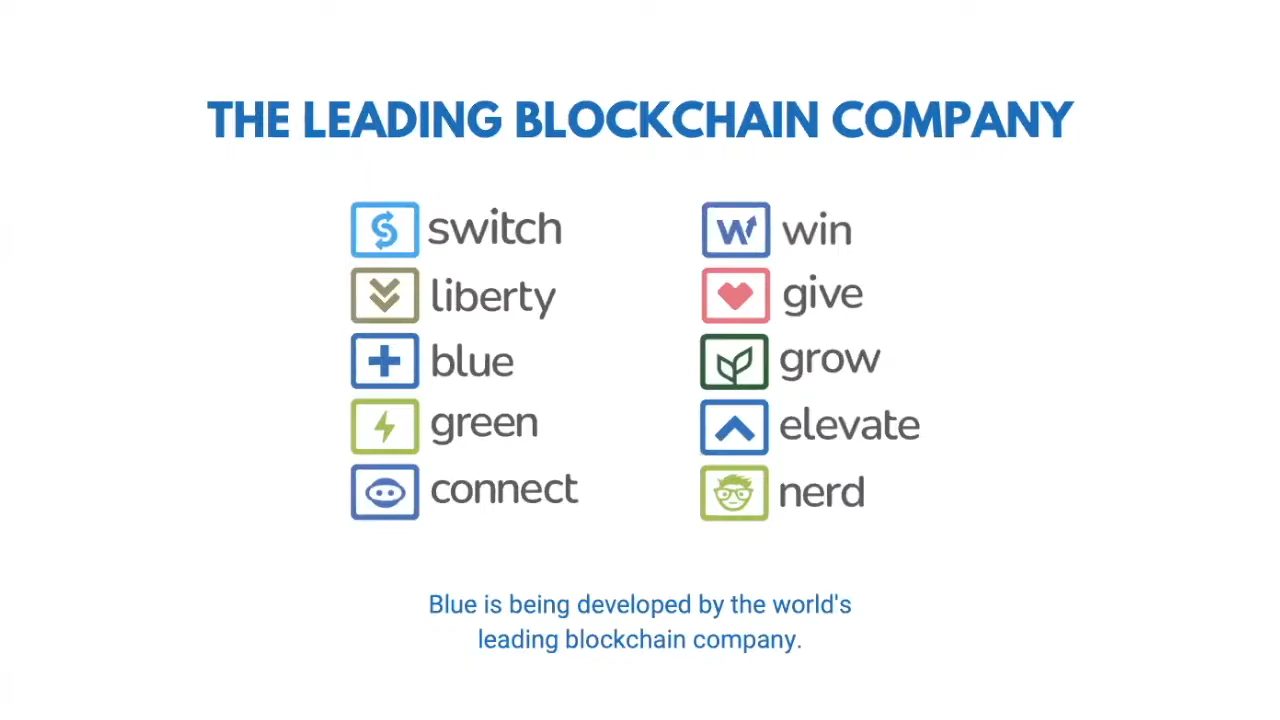 THE LEADING BLOCKCHAIN COMPANY
switch
liberty
blue
green
connect
win
give
grow
elevate
nerd
Blue is being developed by the world's
leading blockchain company.